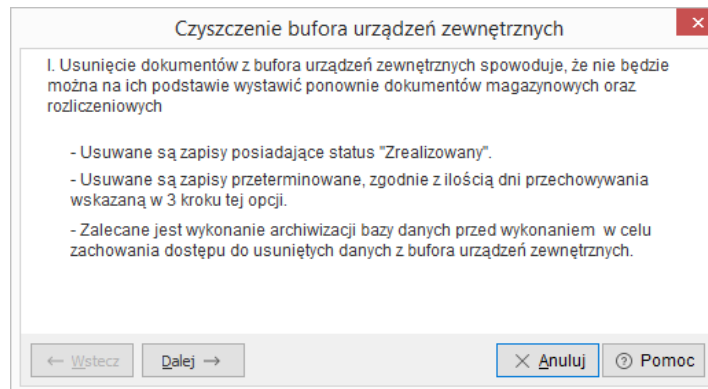 Czyszczenie bufora urządzeń zewnętrznych
I. Usunięcie dokumentów z bufora urządzeń zewnętrznych spowoduje, że nie będzie
można na ich podstawie wystawić ponownie dokumentów magazynowych oraz
rozliczeniowych
- Usuwane są zapisy posiadające status "Zrealizowany".
- Usuwane są zapisy przeterminowane, zgodnie z ilością dni przechowywania
wskazaną w 3 kroku tej opcji.
- Zalecane jest wykonanie archiwizacji bazy danych przed wykonaniem w celu
zachowania dostępu do usuniętych danych z bufora urządzeń zewnętrznych.
← Wstecz Dalej → Anuluj Pomoc